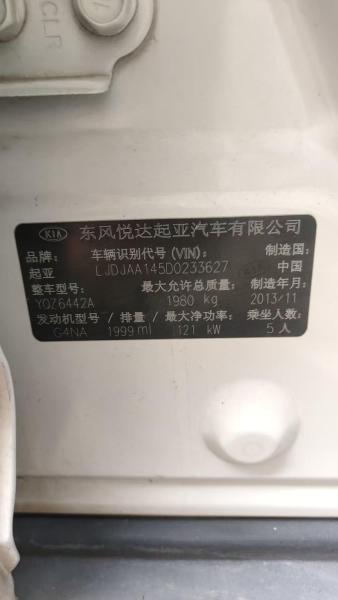 CLR
KIA 东风悦达起亚汽车有限公司
品牌: 车辆识别代号(VIN): 制造国:
起亚 LJDJAA145D0233627 中国
整车型号: 最大允许总质量: 制造年月:
YQZ6442A 1980 kg 2013/11
发动机型号/排量/最大净功率: 乘坐人数:
G4NA 1999ml 121 kW 5人